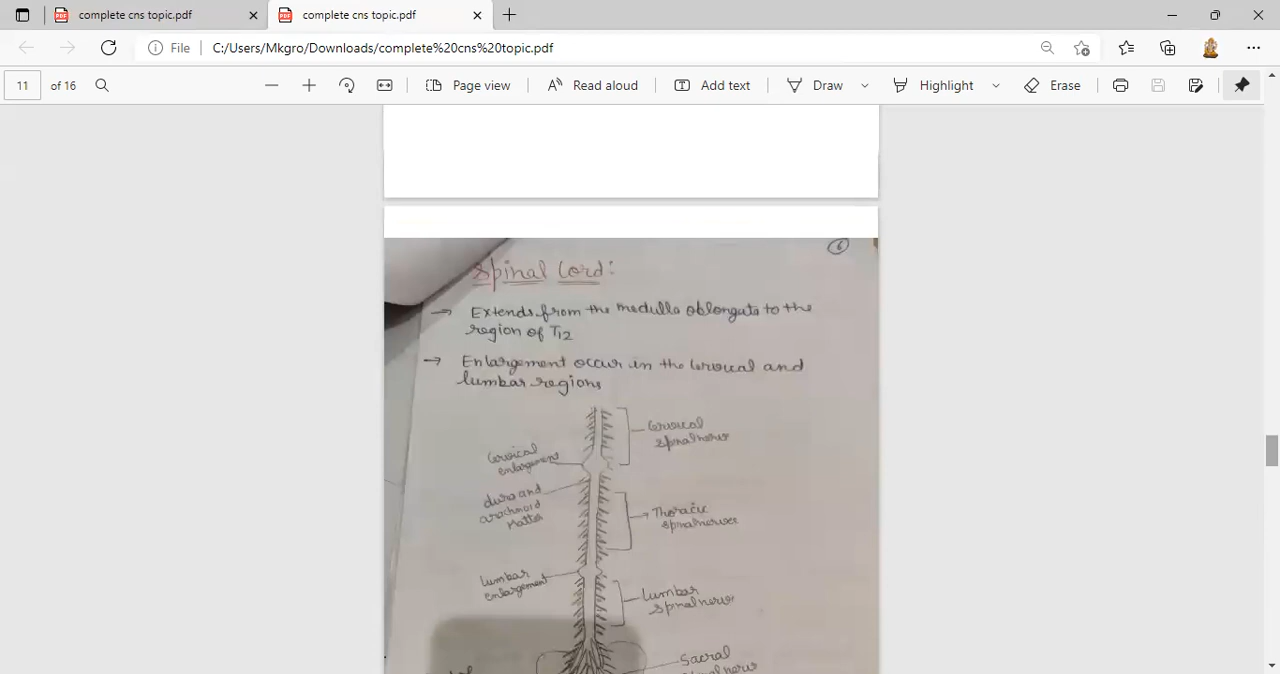 complete cns topic.pdf
complete cns topic.pdf
File
C:/Users/Mkgro/Downloads/complete%20cns%20topic.pdf
11 of 16
Page view
Read aloud
Add text
Draw
Highlight
Erase
6
Spinal Cord:
→ Extends from the medulla oblongata to the
region of T12
→ Enlargement occur in the Cervical and
lumbar regions
Cervical
spinal nerve
Cervical
enlargement
dura and
arachnoid
Matter
Thoracic
spinal nerves
lumbar
enlargement
Lumbar
spinal nerve
Sacral